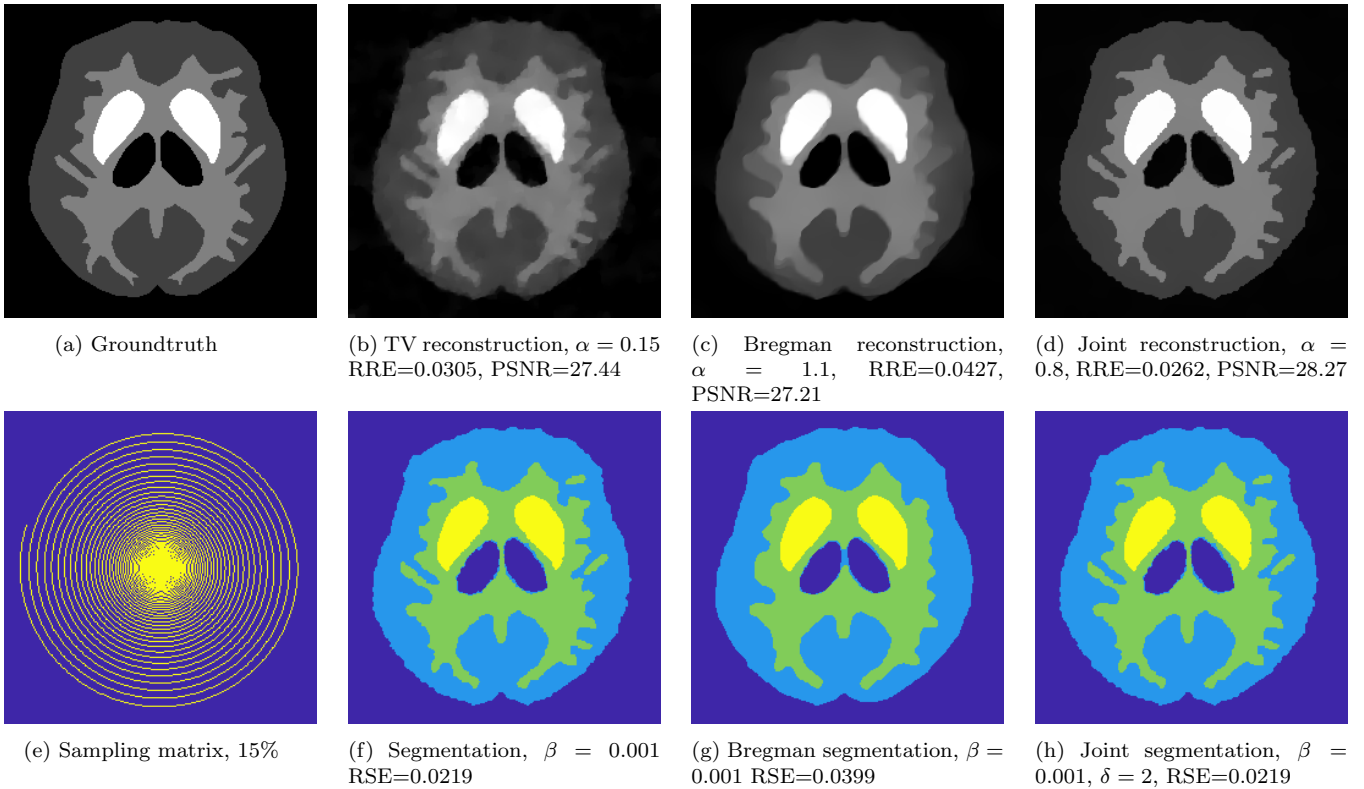 (a) Groundtruth
(b) TV reconstruction, α = 0.15
RRE=0.0305, PSNR=27.44
(c) Bregman reconstruction,
α = 1.1, RRE=0.0427,
PSNR=27.21
(d) Joint reconstruction, α =
0.8, RRE=0.0262, PSNR=28.27
(e) Sampling matrix, 15%
(f) Segmentation, β = 0.001
RSE=0.0219
(g) Bregman segmentation, β =
0.001 RSE=0.0399
(h) Joint segmentation, β =
0.001, δ = 2, RSE=0.0219